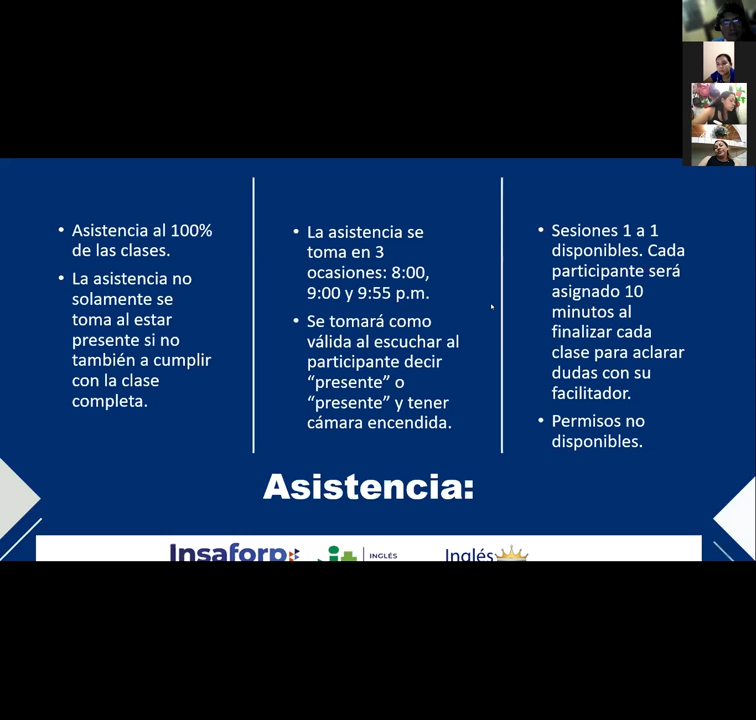 • Asistencia al 100%
de las clases.
• La asistencia no
solamente se
toma al estar
presente si no
también a cumplir
con la clase
completa.
• La asistencia se
toma en 3
ocasiones: 8:00,
9:00 y 9:55 p.m.
• Se tomará como
válida al escuchar al
participante decir
“presente” o
“presente” y tener
cámara encendida.
• Sesiones 1 a 1
disponibles. Cada
participante será
asignado 10
minutos al
finalizar cada
clase para aclarar
dudas con su
facilitador.
• Permisos no
disponibles.
Asistencia:
Insaforp
INGLÉS
Inglés